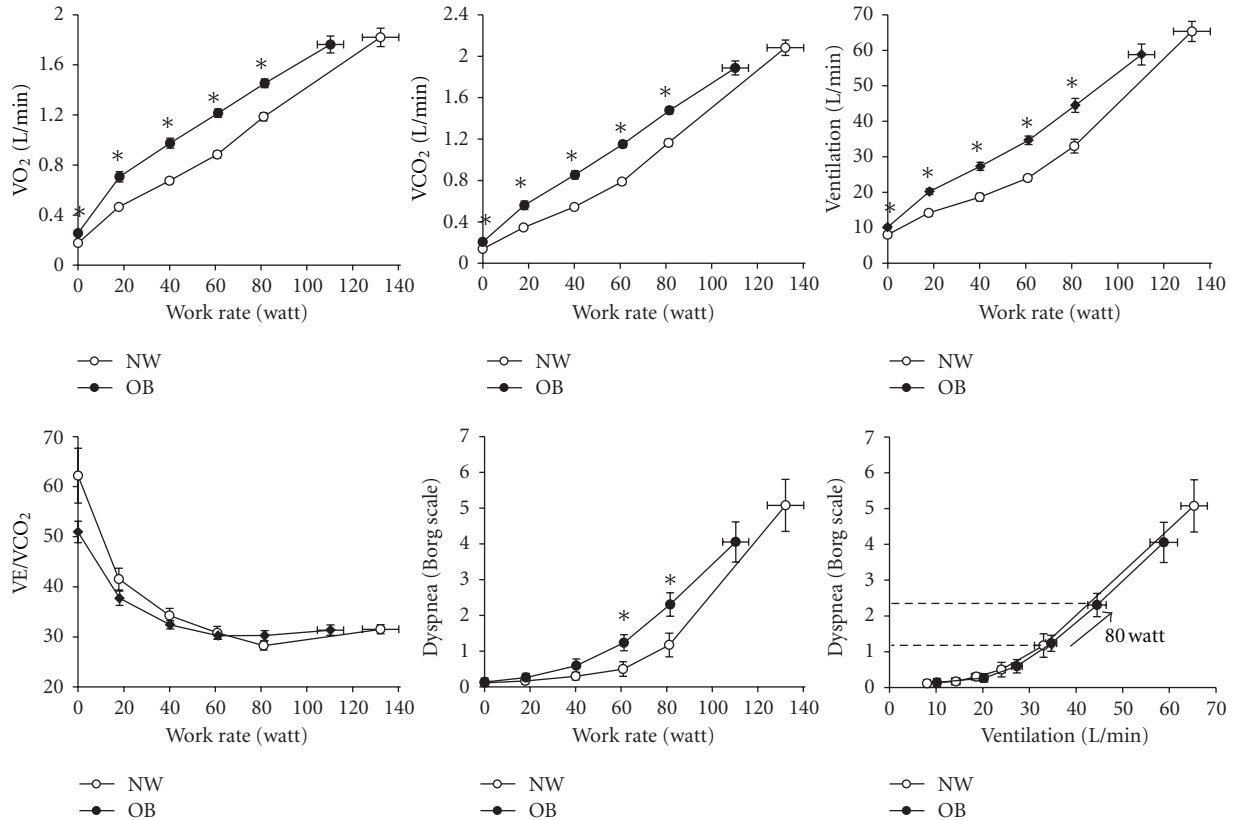 2
1.6
1.2
0.8
0.4
0
VO2 (L/min)
*
*
*
*
*
0 20 40 60 80 100 120 140
Work rate (watt)
NW
OB
2.4
2
1.6
1.2
0.8
0.4
0
VCO2 (L/min)
*
*
*
*
*
0 20 40 60 80 100 120 140
Work rate (watt)
NW
OB
70
60
50
40
30
20
10
0
Ventilation (L/min)
*
*
*
*
*
0 20 40 60 80 100 120 140
Work rate (watt)
NW
OB
70
60
50
40
30
20
VE/VCO2
0 20 40 60 80 100 120 140
Work rate (watt)
NW
OB
7
6
5
4
3
2
1
0
Dyspnea (Borg scale)
*
*
0 20 40 60 80 100 120 140
Work rate (watt)
NW
OB
7
6
5
4
3
2
1
0
Dyspnea (Borg scale)
80 watt
0 10 20 30 40 50 60 70
Ventilation (L/min)
NW
OB